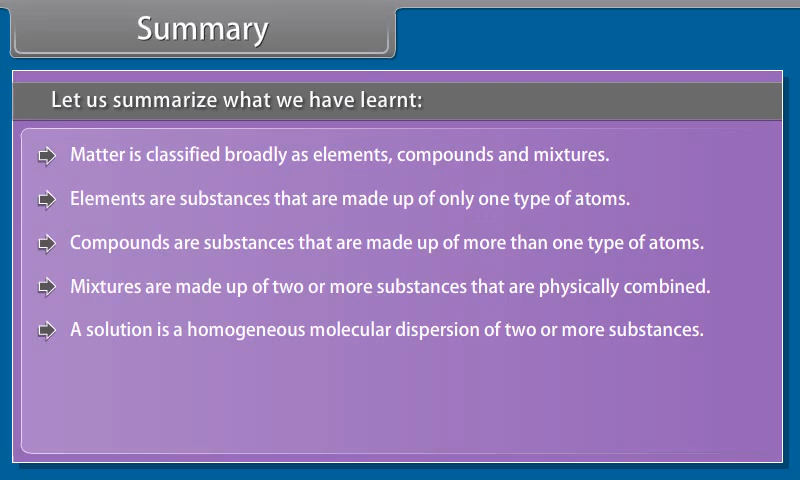 Summary
Let us summarize what we have learnt:
Matter is classified broadly as elements, compounds and mixtures.
Elements are substances that are made up of only one type of atoms.
Compounds are substances that are made up of more than one type of atoms.
Mixtures are made up of two or more substances that are physically combined.
A solution is a homogeneous molecular dispersion of two or more substances.